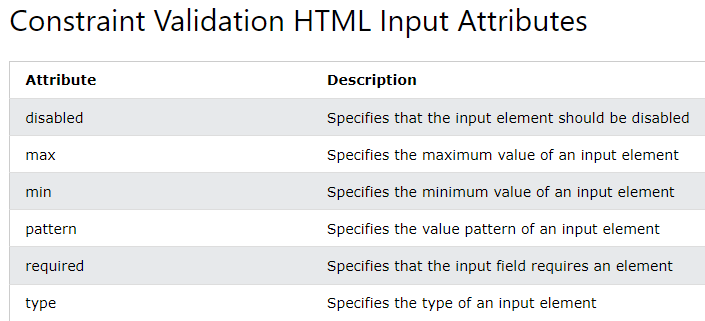 Constraint Validation HTML Input Attributes
Attribute Description
disabled Specifies that the input element should be disabled
max Specifies the maximum value of an input element
min Specifies the minimum value of an input element
pattern Specifies the value pattern of an input element
required Specifies that the input field requires an element
type Specifies the type of an input element